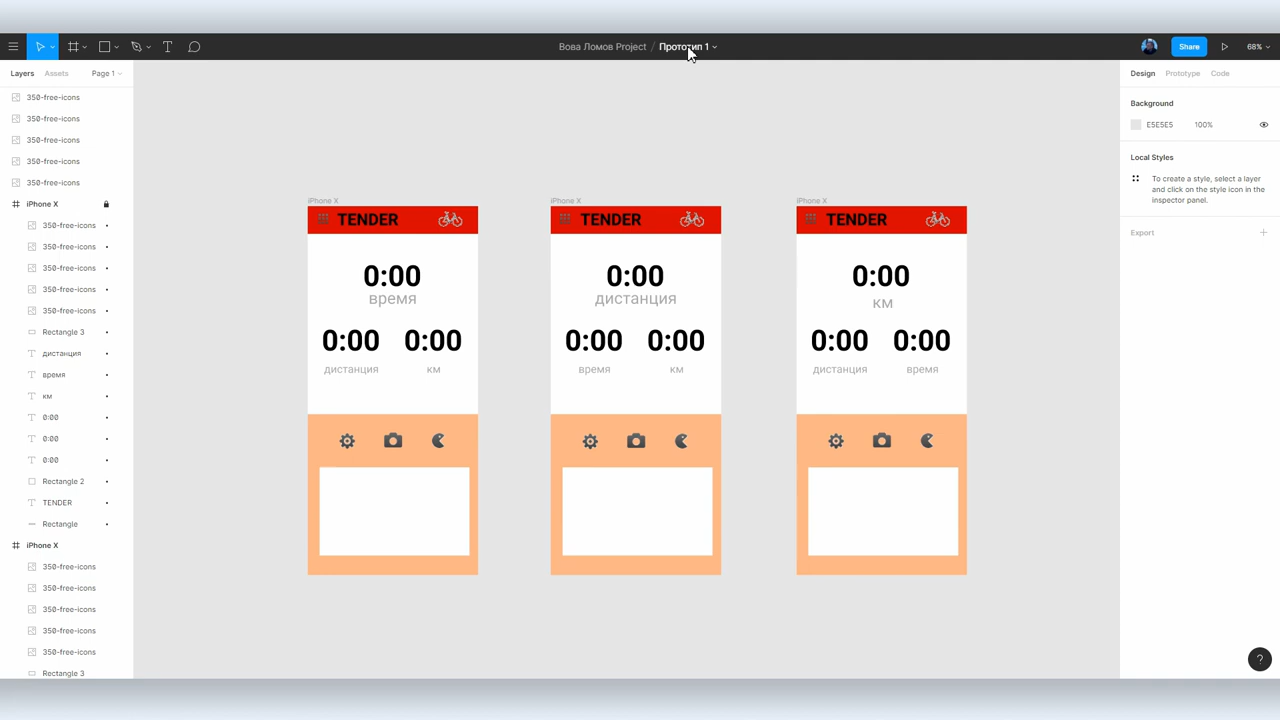 Вова Ломов Project / Прототип 1
Share
68%
Layers
Assets
Page 1
350-free-icons
350-free-icons
350-free-icons
350-free-icons
350-free-icons
iPhone X
350-free-icons
350-free-icons
350-free-icons
350-free-icons
350-free-icons
Rectangle 3
дистанция
время
км
0:00
0:00
0:00
Rectangle 2
TENDER
Rectangle
iPhone X
350-free-icons
350-free-icons
350-free-icons
350-free-icons
350-free-icons
Rectangle 3
iPhone X
TENDER
0:00
время
0:00 0:00
дистанция км
iPhone X
TENDER
0:00
дистанция
0:00 0:00
время км
iPhone X
TENDER
0:00
км
0:00 0:00
дистанция время
Design
Prototype
Code
Background
E5E5E5 100%
Local Styles
To create a style, select a layer
and click on the style icon in the
inspector panel.
Export
?